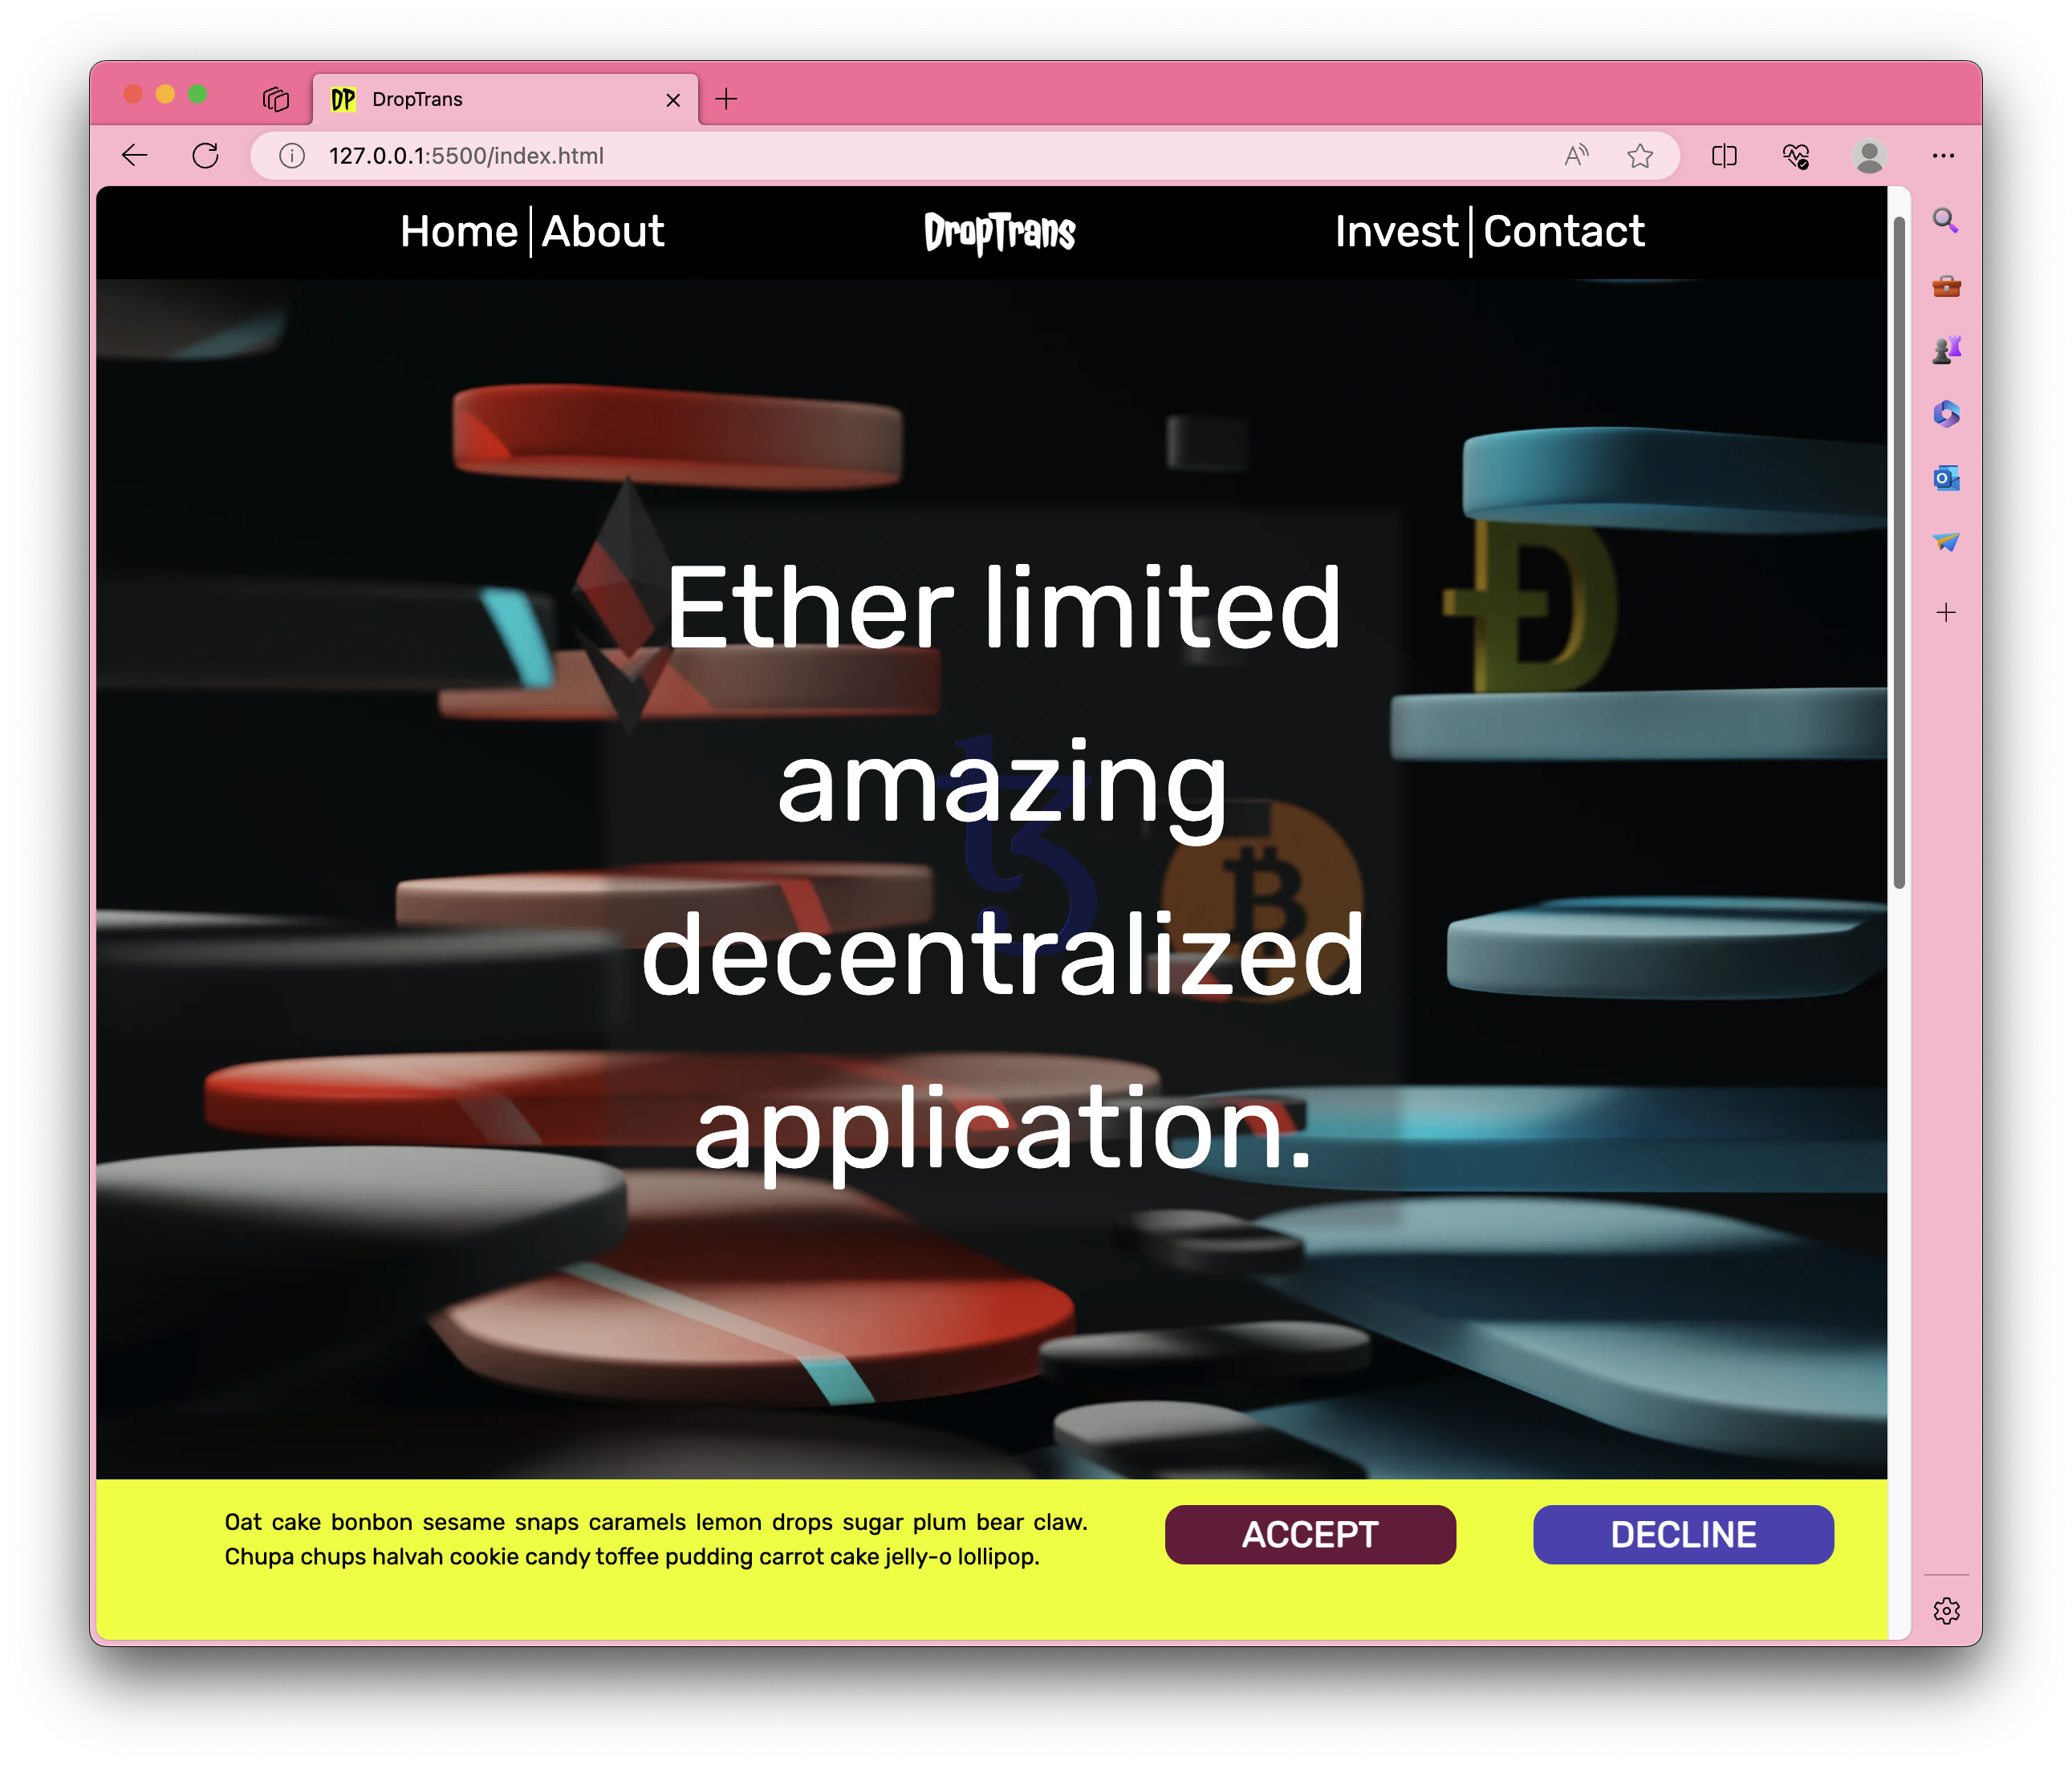 DP DropTrans
127.0.0.1:5500/index.html
Home About DropTrans Invest Contact
Ether limited
amazing
decentralized
application.
Oat cake bonbon sesame snaps caramels lemon drops sugar plum bear claw.
Chupa chups halvah cookie candy toffee pudding carrot cake jelly-o lollipop.
ACCEPT
DECLINE